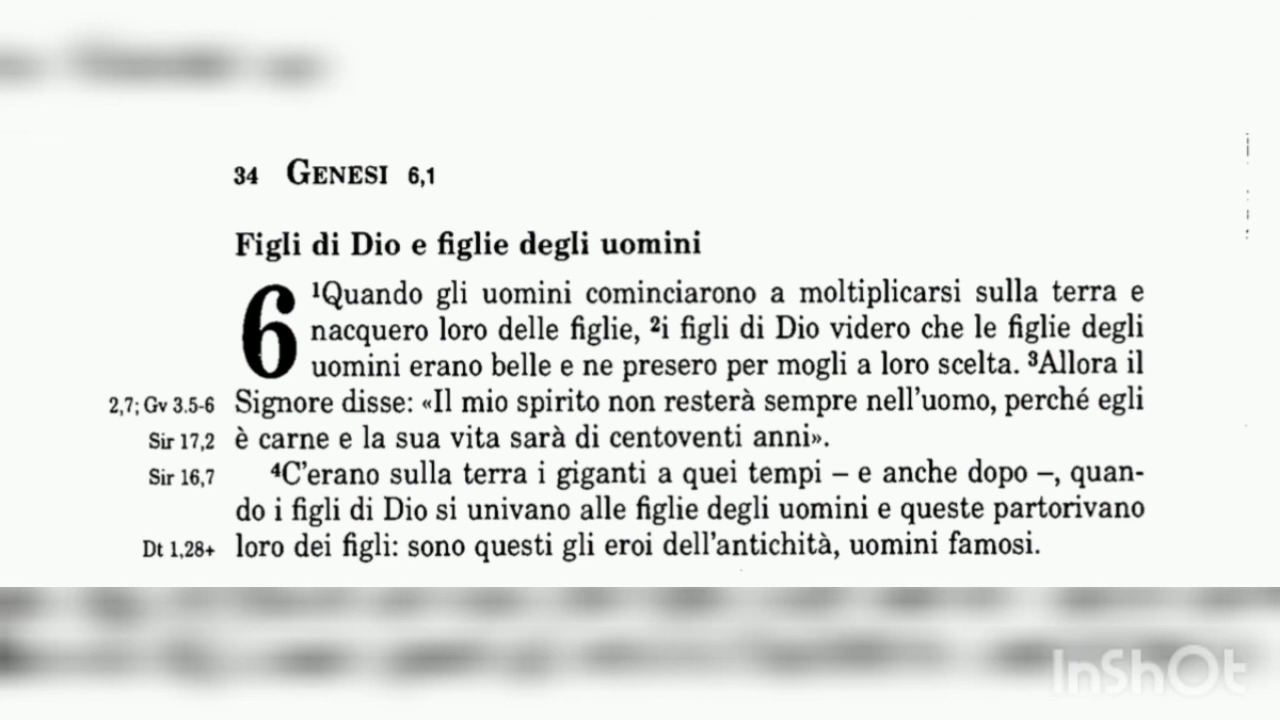 34 GENESI 6,1
Figli di Dio e figlie degli uomini
6 ¹Quando gli uomini cominciarono a moltiplicarsi sulla terra e
nacquero loro delle figlie, ²i figli di Dio videro che le figlie degli
uomini erano belle e ne presero per mogli a loro scelta. ³Allora il
2,7; Gv 3.5-6 Signore disse: «Il mio spirito non resterà sempre nell'uomo, perché egli
Sir 17,2 è carne e la sua vita sarà di centoventi anni».
Sir 16,7 ⁴C'erano sulla terra i giganti a quei tempi – e anche dopo –, quan-
do i figli di Dio si univano alle figlie degli uomini e queste partorivano
Dt 1,28+ loro dei figli: sono questi gli eroi dell'antichità, uomini famosi.
InShOt